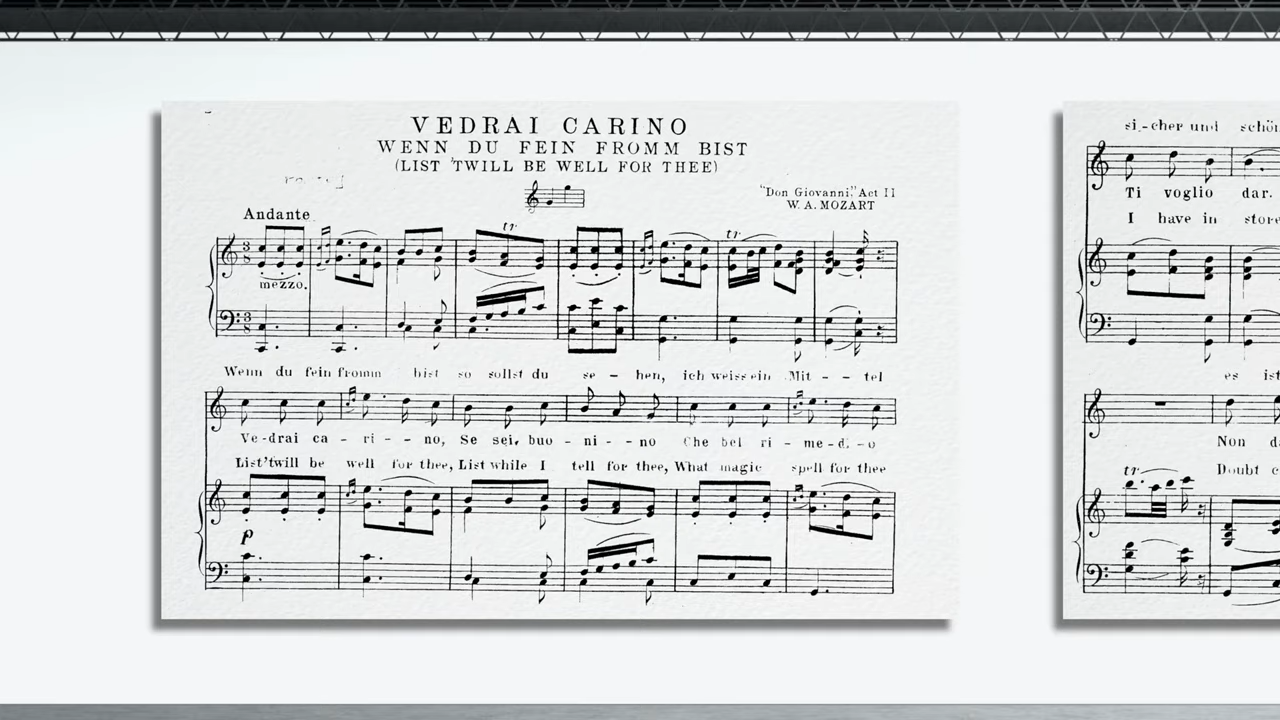 VEDRAI CARINO
WENN DU FEIN FROMM BIST
(LIST 'TWILL BE WELL FOR THEE)
"Don Giovanni," Act II
W. A. MOZART
Andante
mezzo.
Wenn du fein fromm bist so sollst du se - hen, ich weiss ein Mit - - tel
Ve-drai ca - ri - - no, Se sei buo - ni - - no Che bel ri - me-di-o
List 'twill be well for thee, List while I tell for thee, What magic spell for thee
p
si-cher und schön
Ti voglio dar.
I have in store
es ist
Non d
Doubt